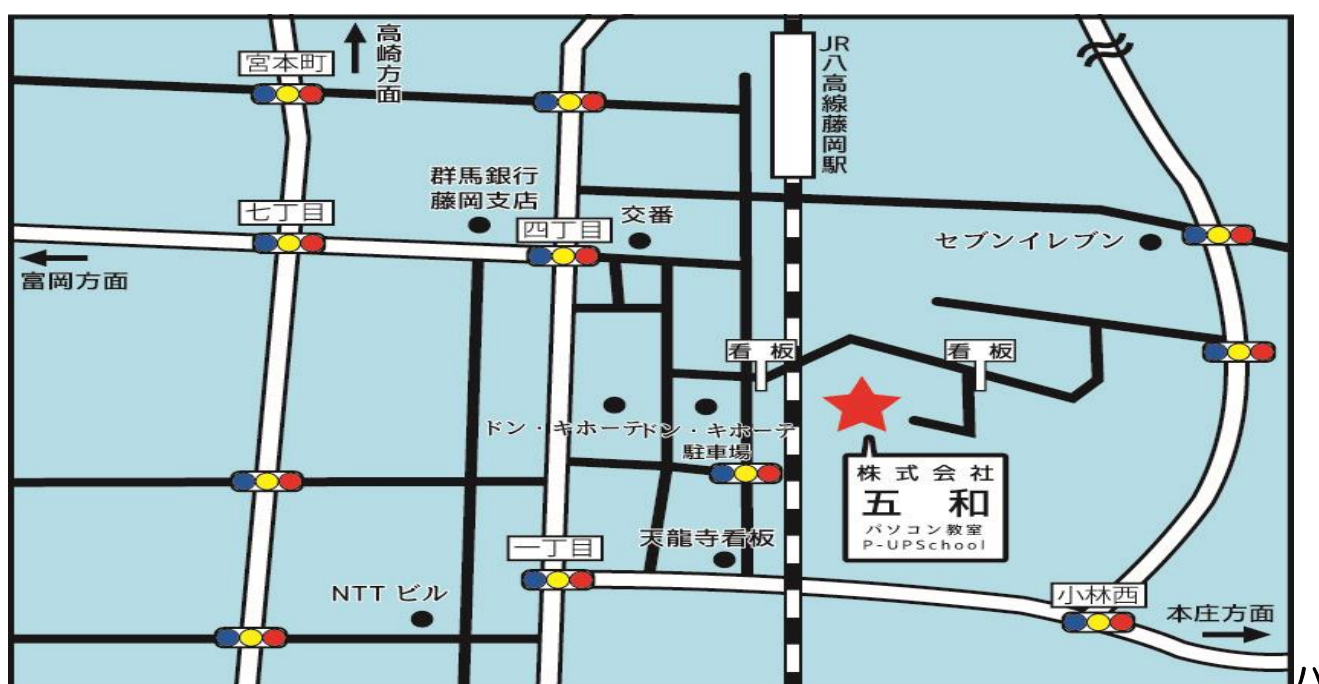 高崎方面
宮本町
JR八高線藤岡駅
群馬銀行
藤岡支店
七丁目
四丁目
交番
セブンイレブン
富岡方面
看 板
看 板
ドン・キホーテ
ドン・キホーテ
駐車場
株 式 会 社
五 和
パソコン教室
P-UPSchool
天龍寺看板
一丁目
NTT ビル
小林西
本庄方面